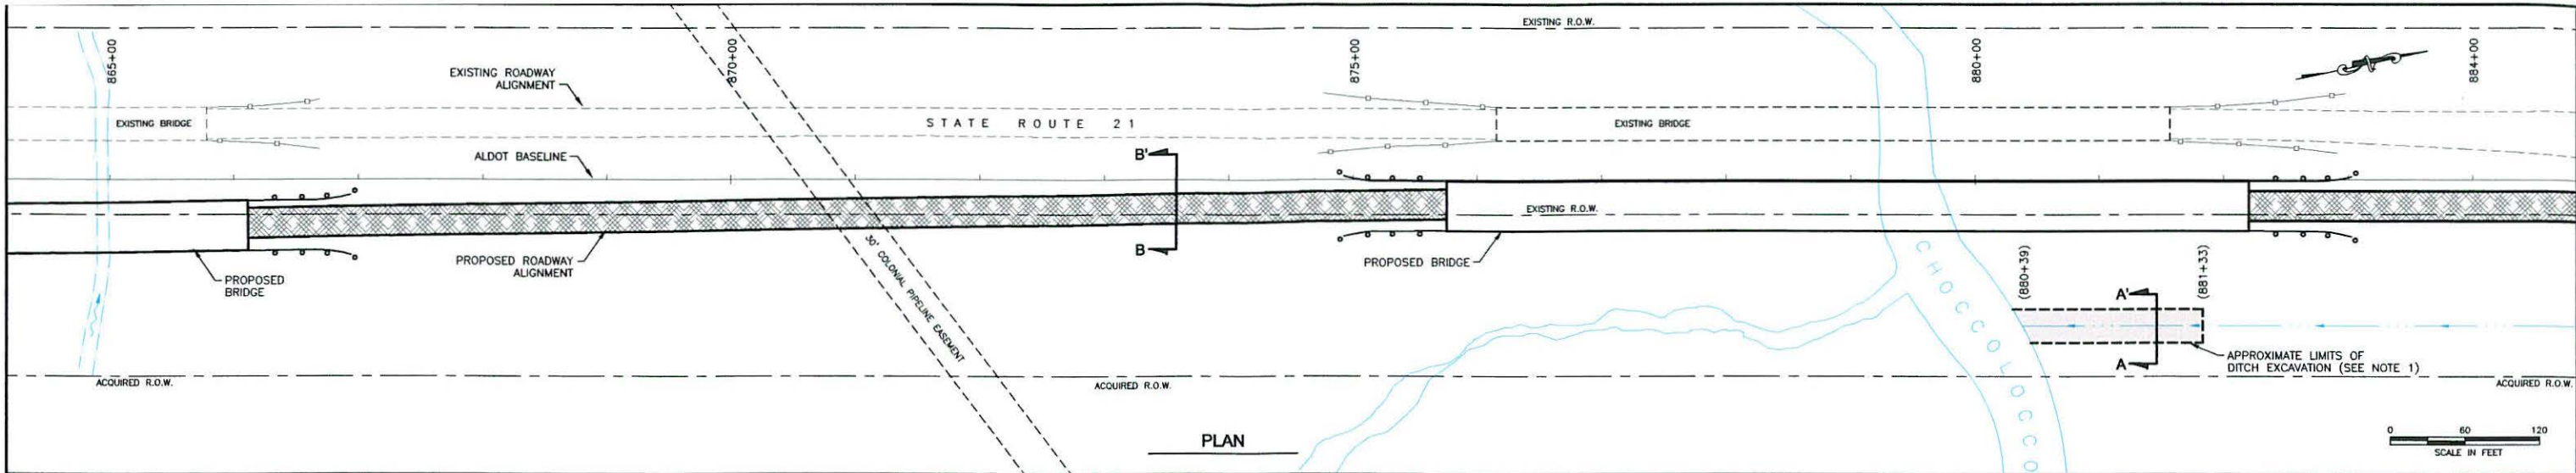 EXISTING R.O.W.
865+00
870+00
875+00
880+00
884+00
EXISTING ROADWAY
ALIGNMENT
EXISTING BRIDGE
STATE ROUTE 21
EXISTING BRIDGE
ALDOT BASELINE
B'
B
EXISTING R.O.W.
PROPOSED
BRIDGE
PROPOSED ROADWAY
ALIGNMENT
30' COLONIAL PIPELINE EASEMENT
PROPOSED BRIDGE
CHOCCOLOCCO
(880+39)
(881+33)
A'
A
APPROXIMATE LIMITS OF
DITCH EXCAVATION (SEE NOTE 1)
ACQUIRED R.O.W.
ACQUIRED R.O.W.
ACQUIRED R.O.W.
PLAN
0 60 120
SCALE IN FEET